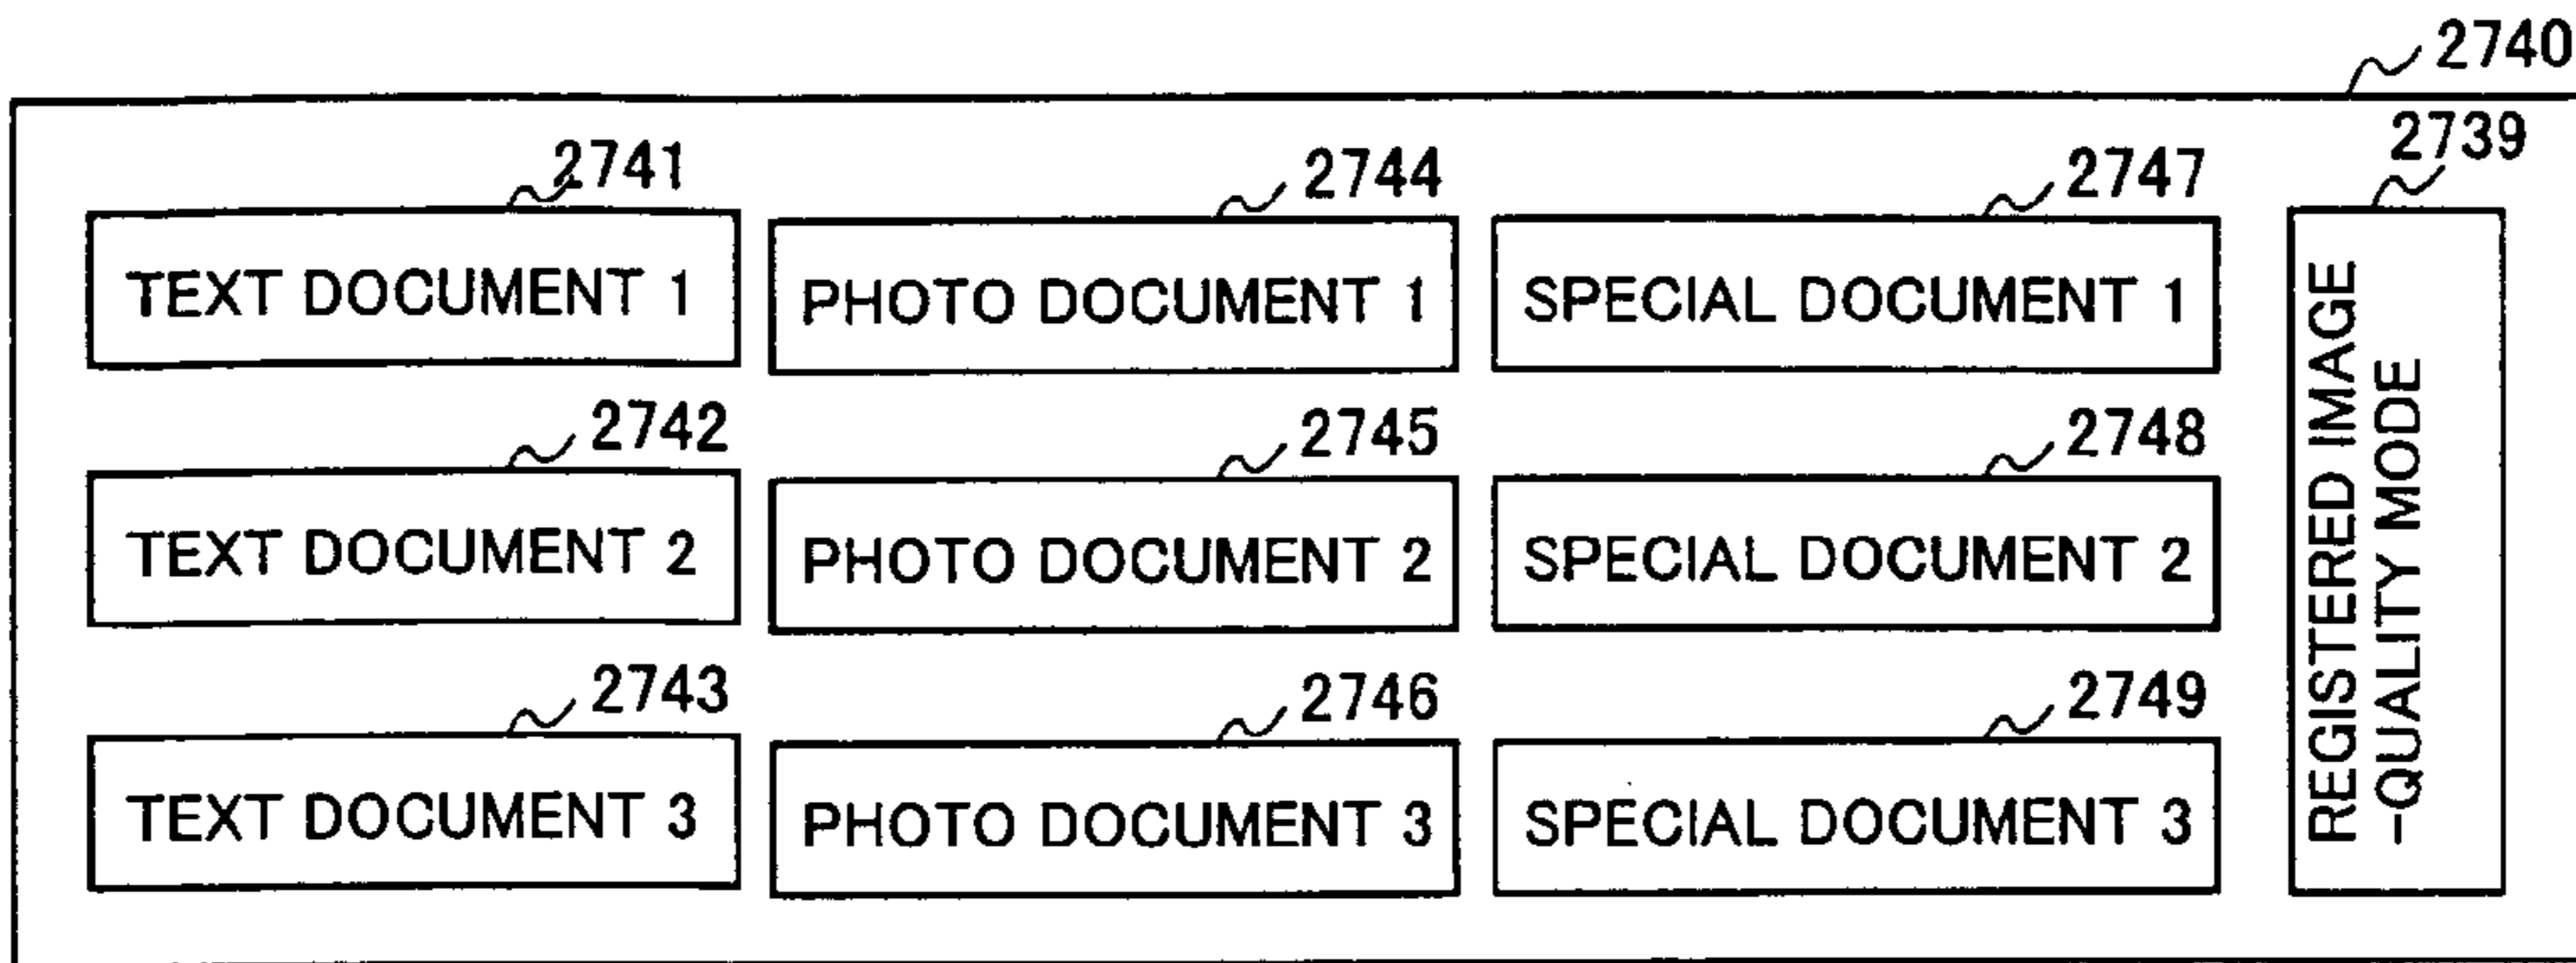 2740
2739
2741
2744
2747
TEXT DOCUMENT 1
PHOTO DOCUMENT 1
SPECIAL DOCUMENT 1
REGISTERED IMAGE
-QUALITY MODE
2742
2745
2748
TEXT DOCUMENT 2
PHOTO DOCUMENT 2
SPECIAL DOCUMENT 2
2743
2746
2749
TEXT DOCUMENT 3
PHOTO DOCUMENT 3
SPECIAL DOCUMENT 3